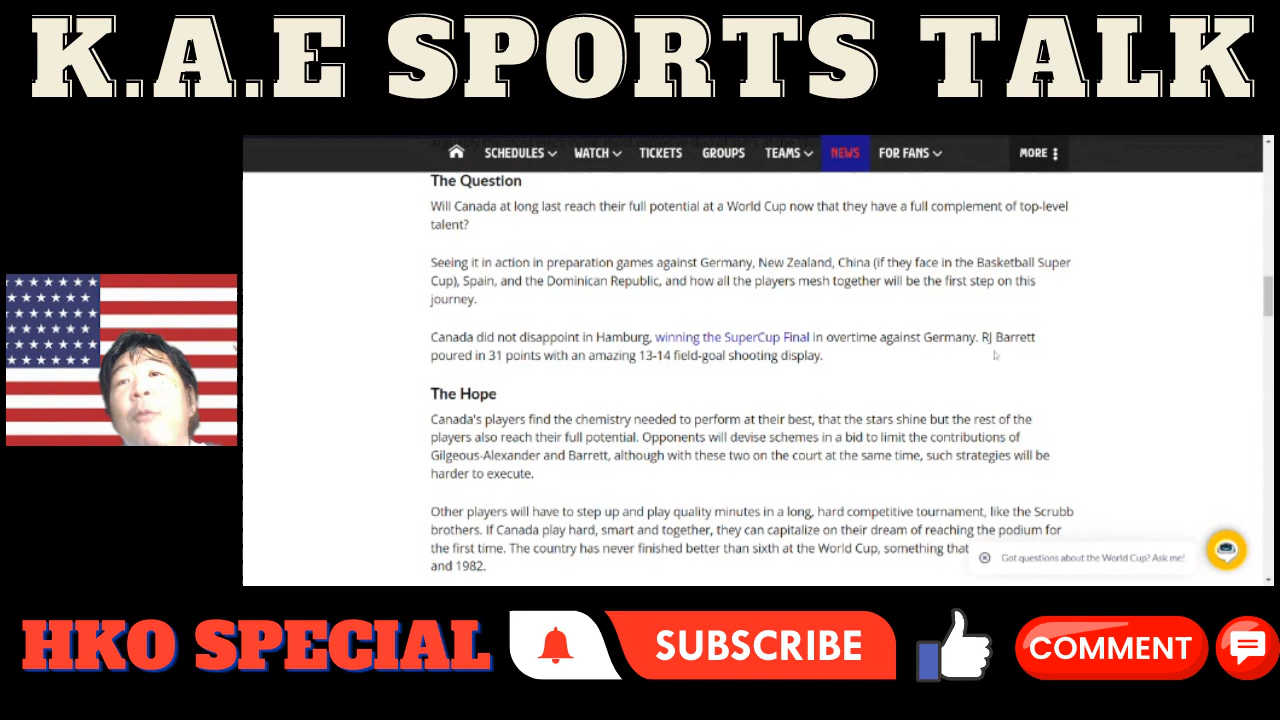 K.A.E SPORTS TALK
SCHEDULES WATCH TICKETS GROUPS TEAMS NEWS FOR FANS MORE
The Question
Will Canada at long last reach their full potential at a World Cup now that they have a full complement of top-level
talent?
Seeing it in action in preparation games against Germany, New Zealand, China (if they face in the Basketball Super
Cup), Spain, and the Dominican Republic, and how all the players mesh together will be the first step on this
journey.
Canada did not disappoint in Hamburg, winning the SuperCup Final in overtime against Germany. RJ Barrett
poured in 31 points with an amazing 13-14 field-goal shooting display.
The Hope
Canada's players find the chemistry needed to perform at their best, that the stars shine but the rest of the
players also reach their full potential. Opponents will devise schemes in a bid to limit the contributions of
Gilgeous-Alexander and Barrett, although with these two on the court at the same time, such strategies will be
harder to execute.
Other players will have to step up and play quality minutes in a long, hard competitive tournament, like the Scrubb
brothers. If Canada play hard, smart and together, they can capitalize on their dream of reaching the podium for
the first time. The country has never finished better than sixth at the World Cup, something that
and 1982.
Got questions about the World Cup? Ask me!
HKO SPECIAL
SUBSCRIBE
COMMENT